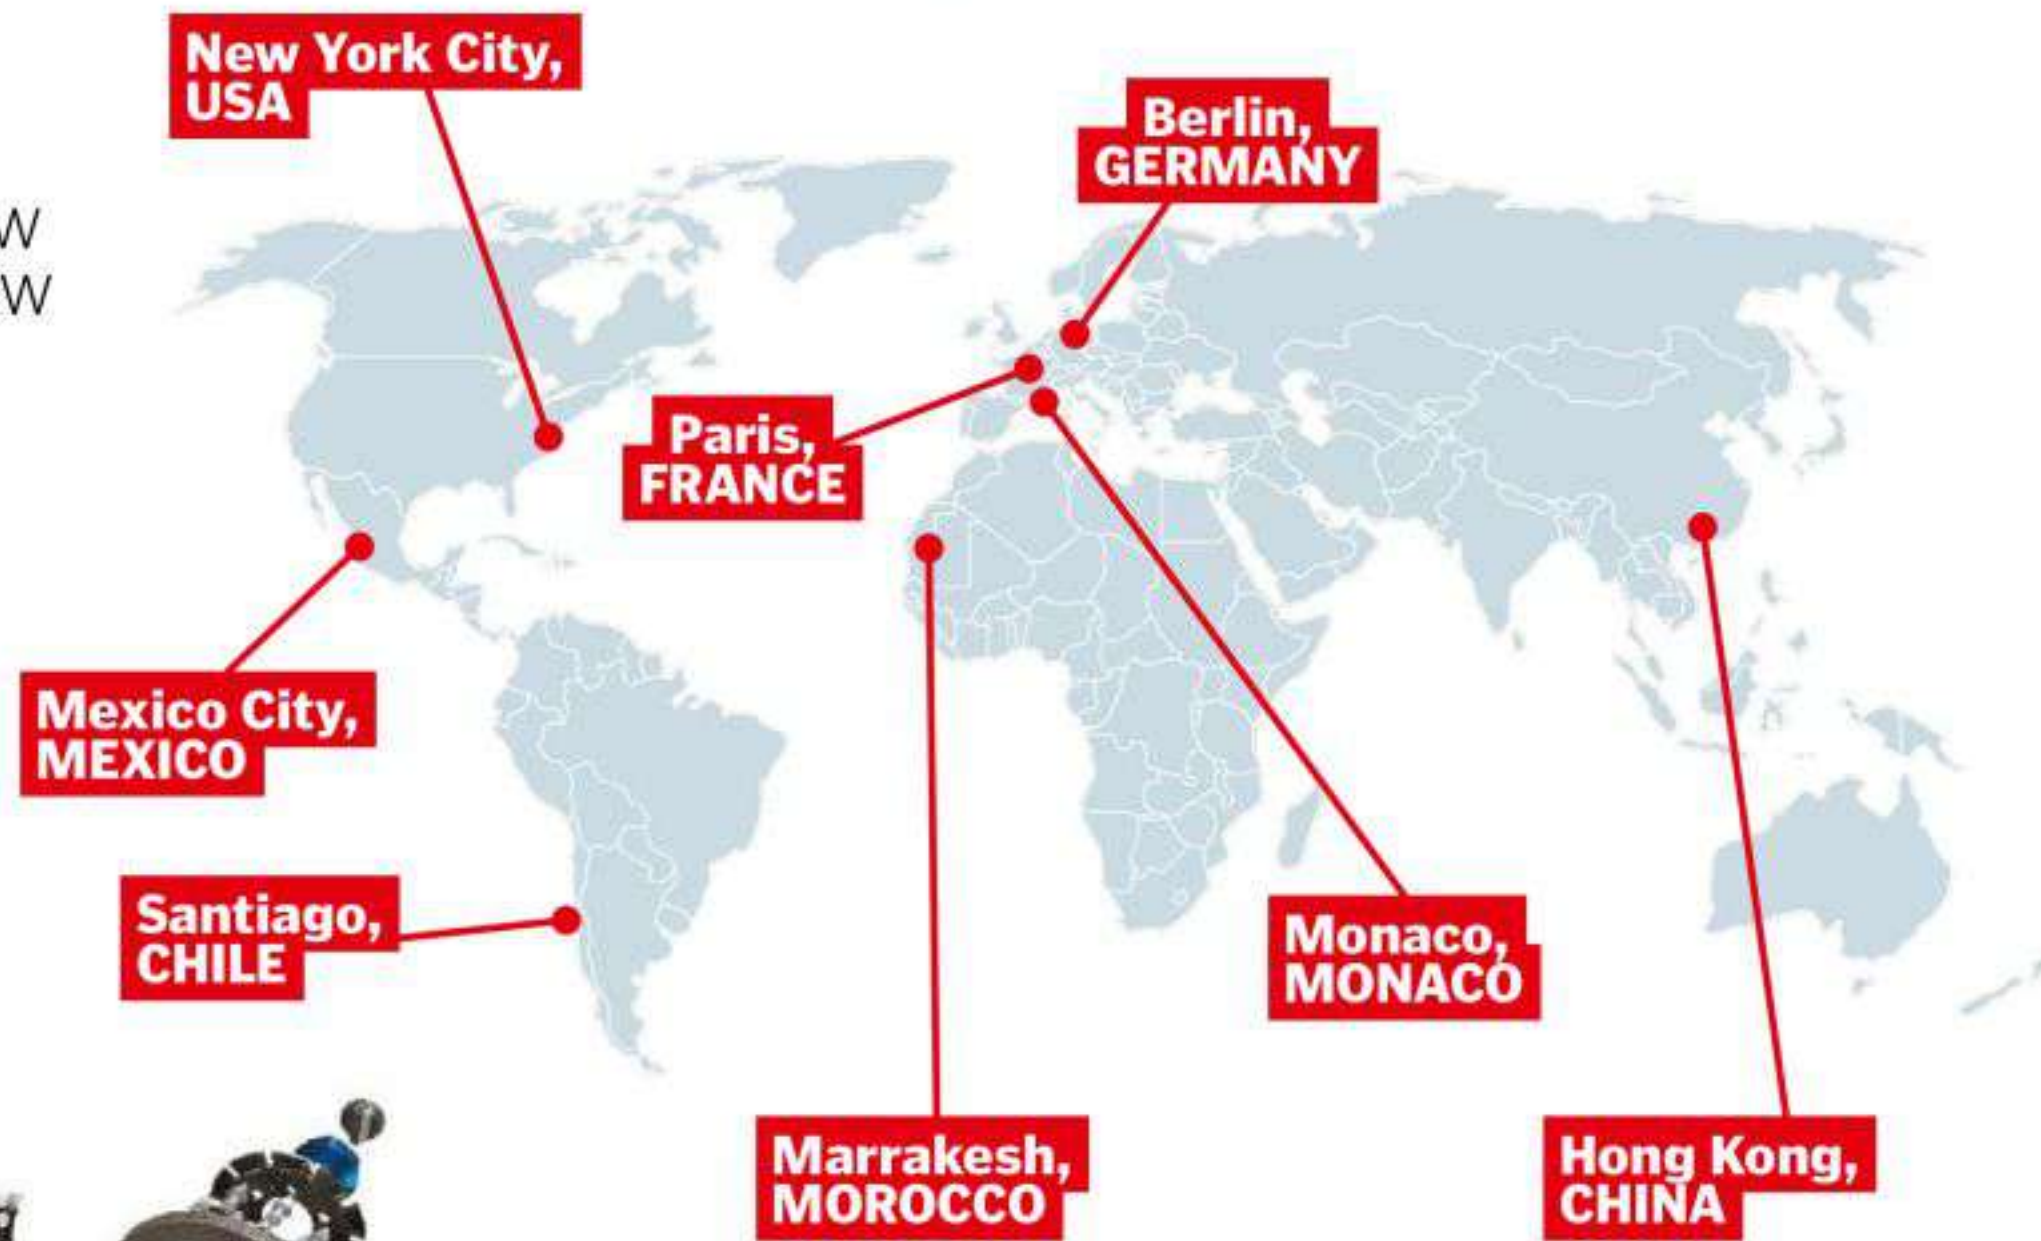 New York City,
USA
Berlin,
GERMANY
W
W
Paris,
FRANCE
Mexico City,
MEXICO
Santiago,
CHILE
Monaco,
MONACO
Marrakesh,
MOROCCO
Hong Kong,
CHINA